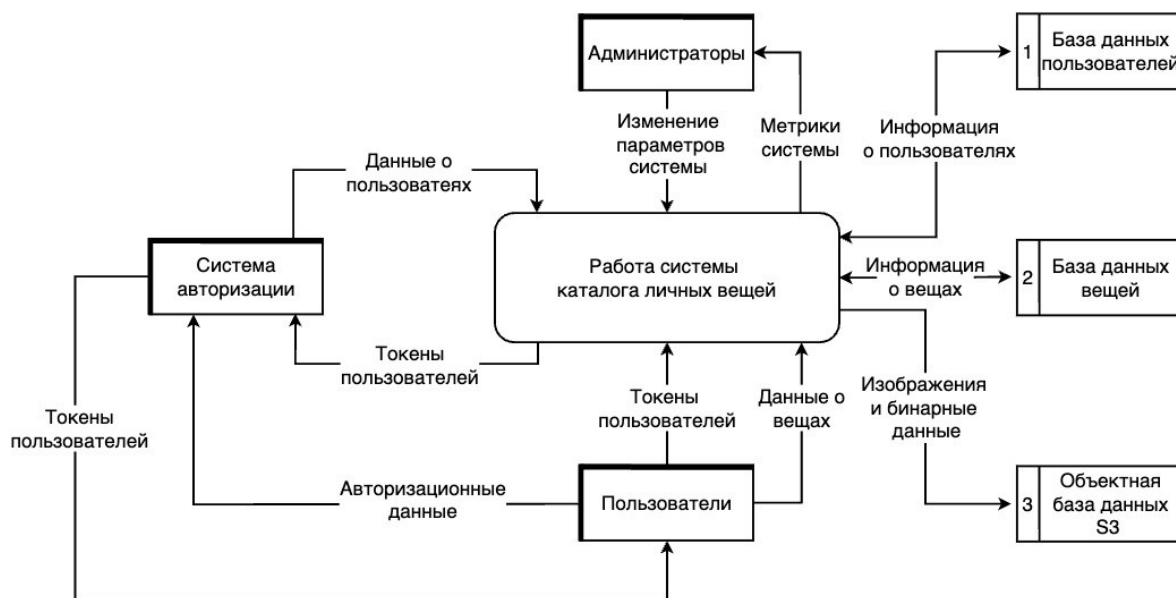 Администраторы
1
База данных
пользователей
Изменение
параметров
системы
Метрики
системы
Информация
о пользователях
Данные о
пользоватеях
Система
авторизации
Работа системы
каталога личных вещей
Информация
о вещах
2
База данных
вещей
Токены
пользователей
Токены
пользователей
Токены
пользователей
Данные о
вещах
Изображения
и бинарные
данные
Авторизационные
данные
Пользователи
3
Объектная
база данных
S3